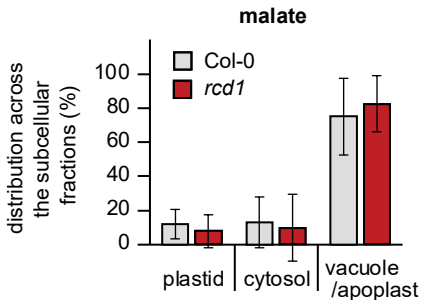 malate
distribution across
the subcellular
fractions (%)
100
80
60
40
20
0
Col-0
rcd1
plastid
cytosol
vacuole
/apoplast